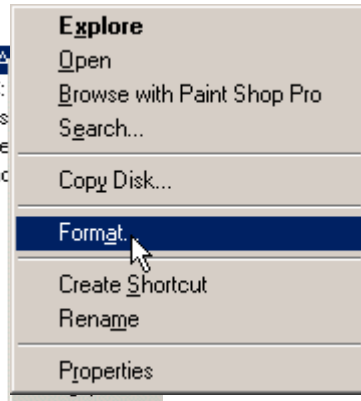 Explore
Open
Browse with Paint Shop Pro
Search...
Copy Disk...
Format...
Create Shortcut
Rename
Properties